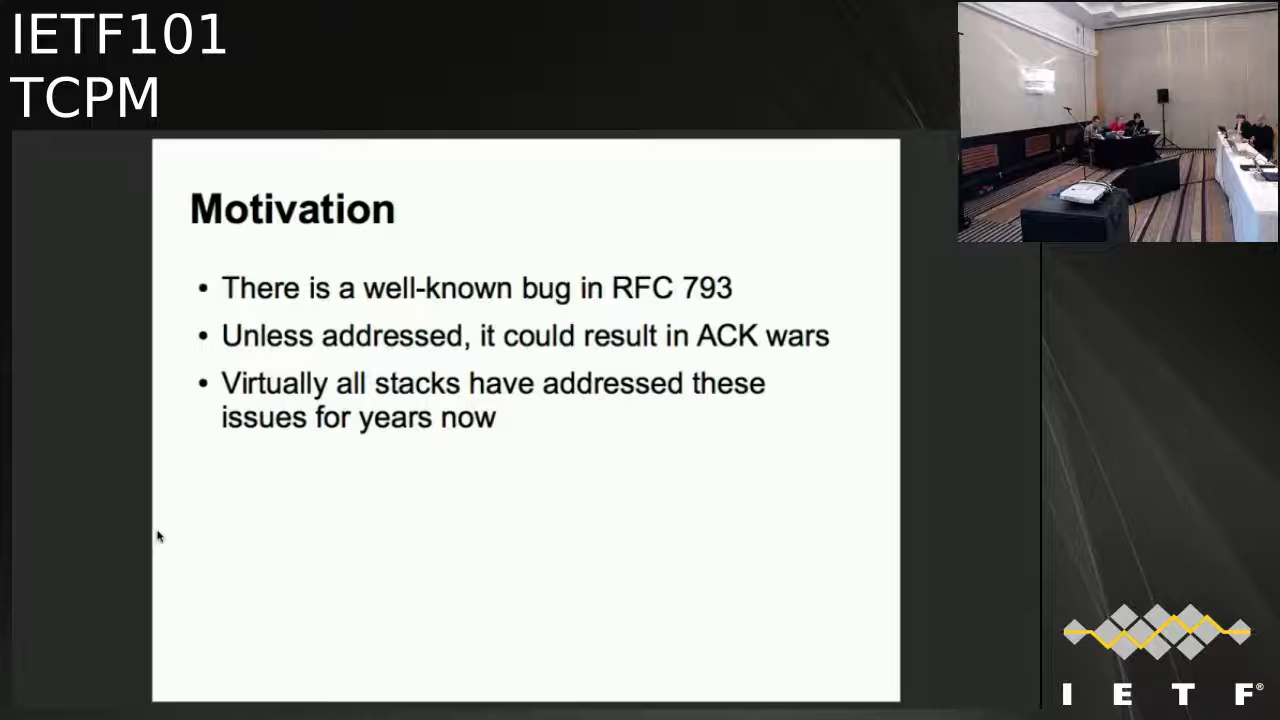 IETF101
TCPM
Motivation
• There is a well-known bug in RFC 793
• Unless addressed, it could result in ACK wars
• Virtually all stacks have addressed these
issues for years now
I E T F®